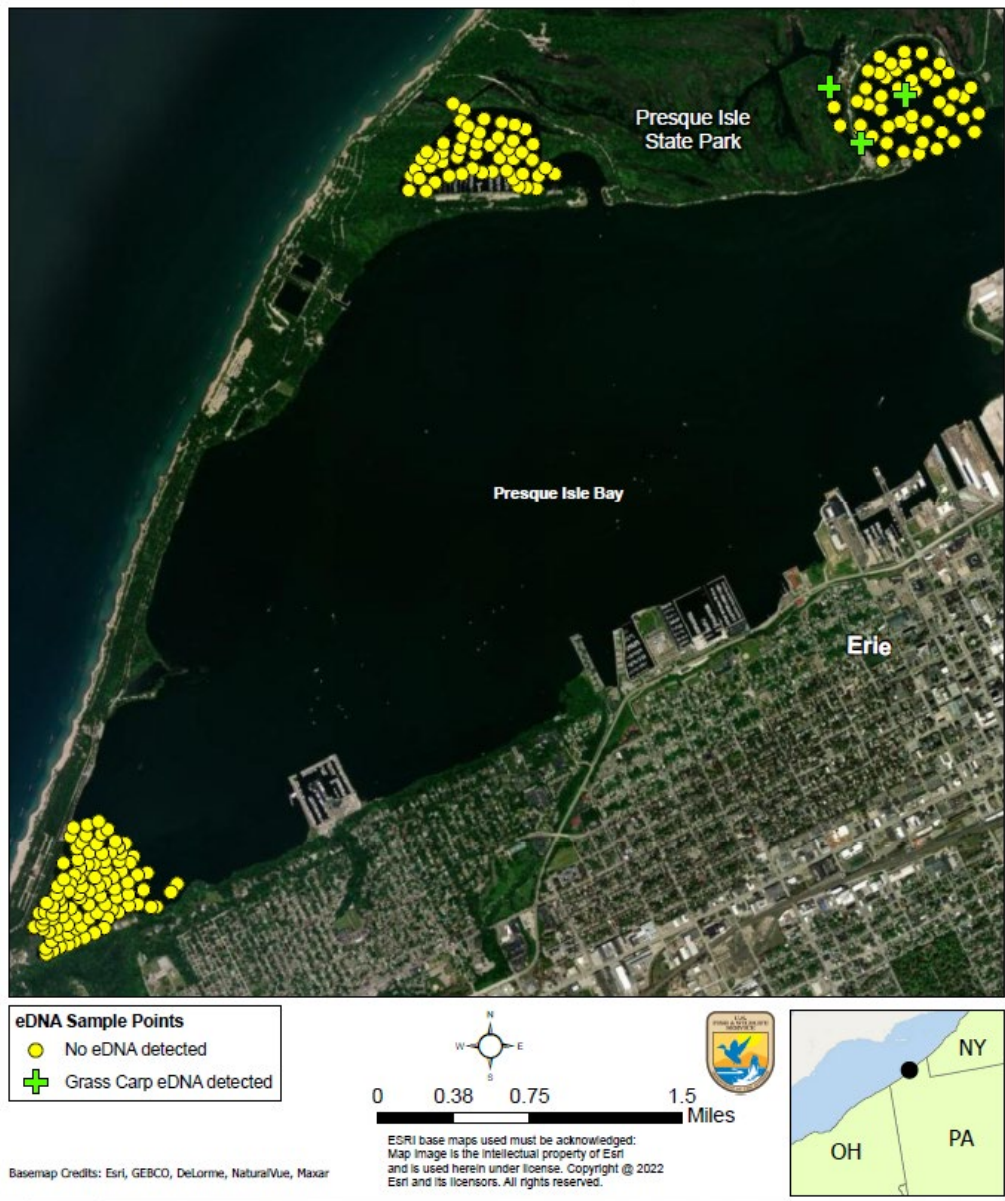 Presque Isle
State Park
Presque Isle Bay
Erie
eDNA Sample Points
No eDNA detected
Grass Carp eDNA detected
N
W
E
S
0 0.38 0.75 1.5
Miles
U.S.
FISH & WILDLIFE
SERVICE
NY
OH
PA
ESRI base maps used must be acknowledged:
Map image is the intellectual property of Esri
and is used herein under license. Copyright @ 2022
Esri and its licensors. All rights reserved.
Basemap Credits: Esri, GEBCO, DeLorme, NaturalVue, Maxar